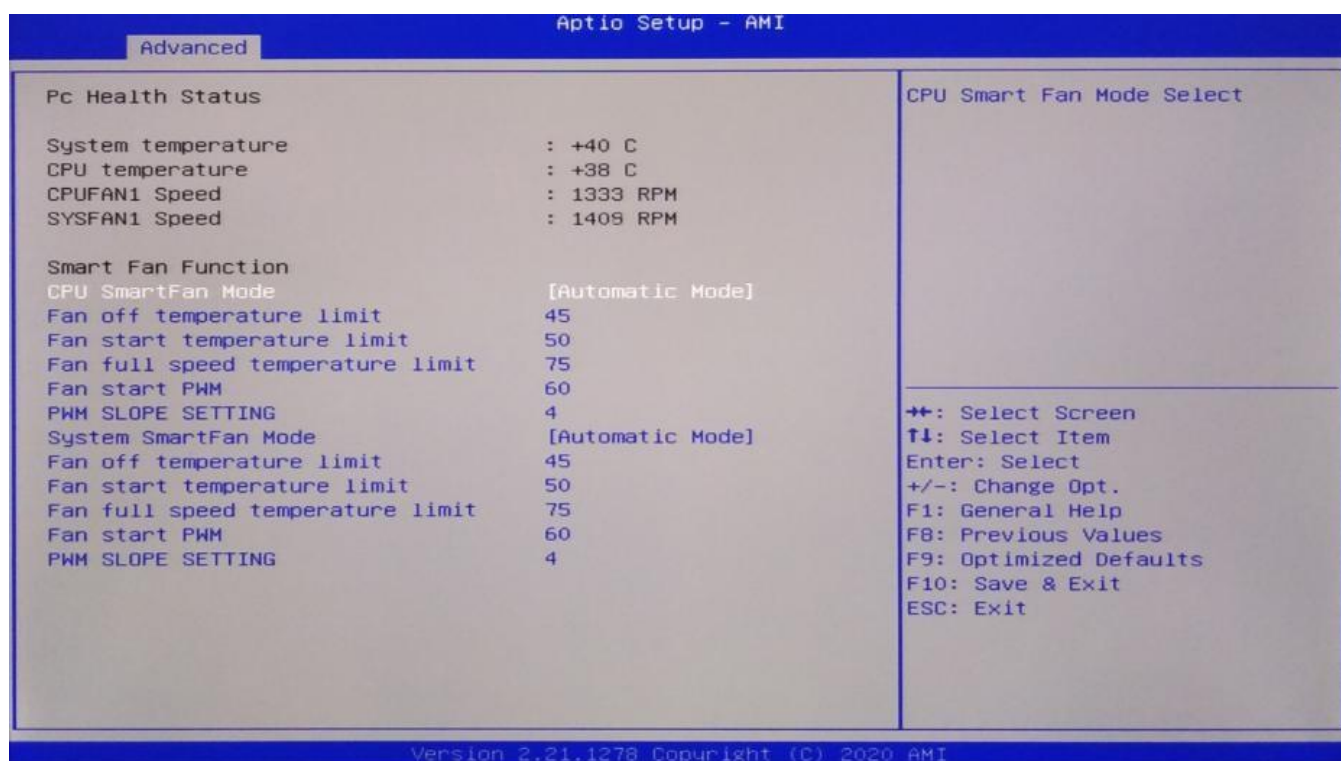 Aptio Setup - AMI
Advanced
Pc Health Status
System temperature : +40 C
CPU temperature : +38 C
CPUFAN1 Speed : 1333 RPM
SYSFAN1 Speed : 1409 RPM
Smart Fan Function
CPU SmartFan Mode [Automatic Mode]
Fan off temperature limit 45
Fan start temperature limit 50
Fan full speed temperature limit 75
Fan start PWM 60
PWM SLOPE SETTING 4
System SmartFan Mode [Automatic Mode]
Fan off temperature limit 45
Fan start temperature limit 50
Fan full speed temperature limit 75
Fan start PWM 60
PWM SLOPE SETTING 4
CPU Smart Fan Mode Select
→←: Select Screen
↑↓: Select Item
Enter: Select
+/-: Change Opt.
F1: General Help
F8: Previous Values
F9: Optimized Defaults
F10: Save & Exit
ESC: Exit
Version 2.21.1278 Copyright (C) 2020 AMI